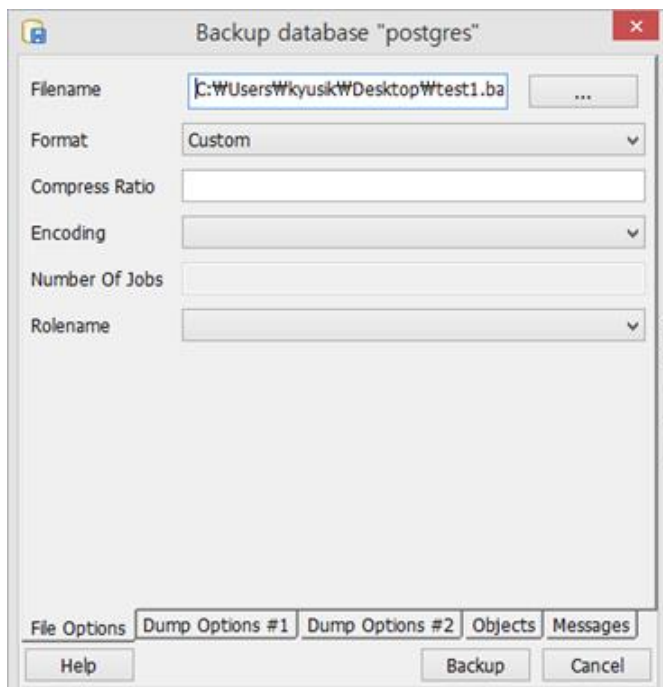 Backup database "postgres"
Filename C:₩Users₩kyusik₩Desktop₩test1.ba ...
Format Custom
Compress Ratio
Encoding
Number Of Jobs
Rolename
File Options Dump Options #1 Dump Options #2 Objects Messages
Help Backup Cancel